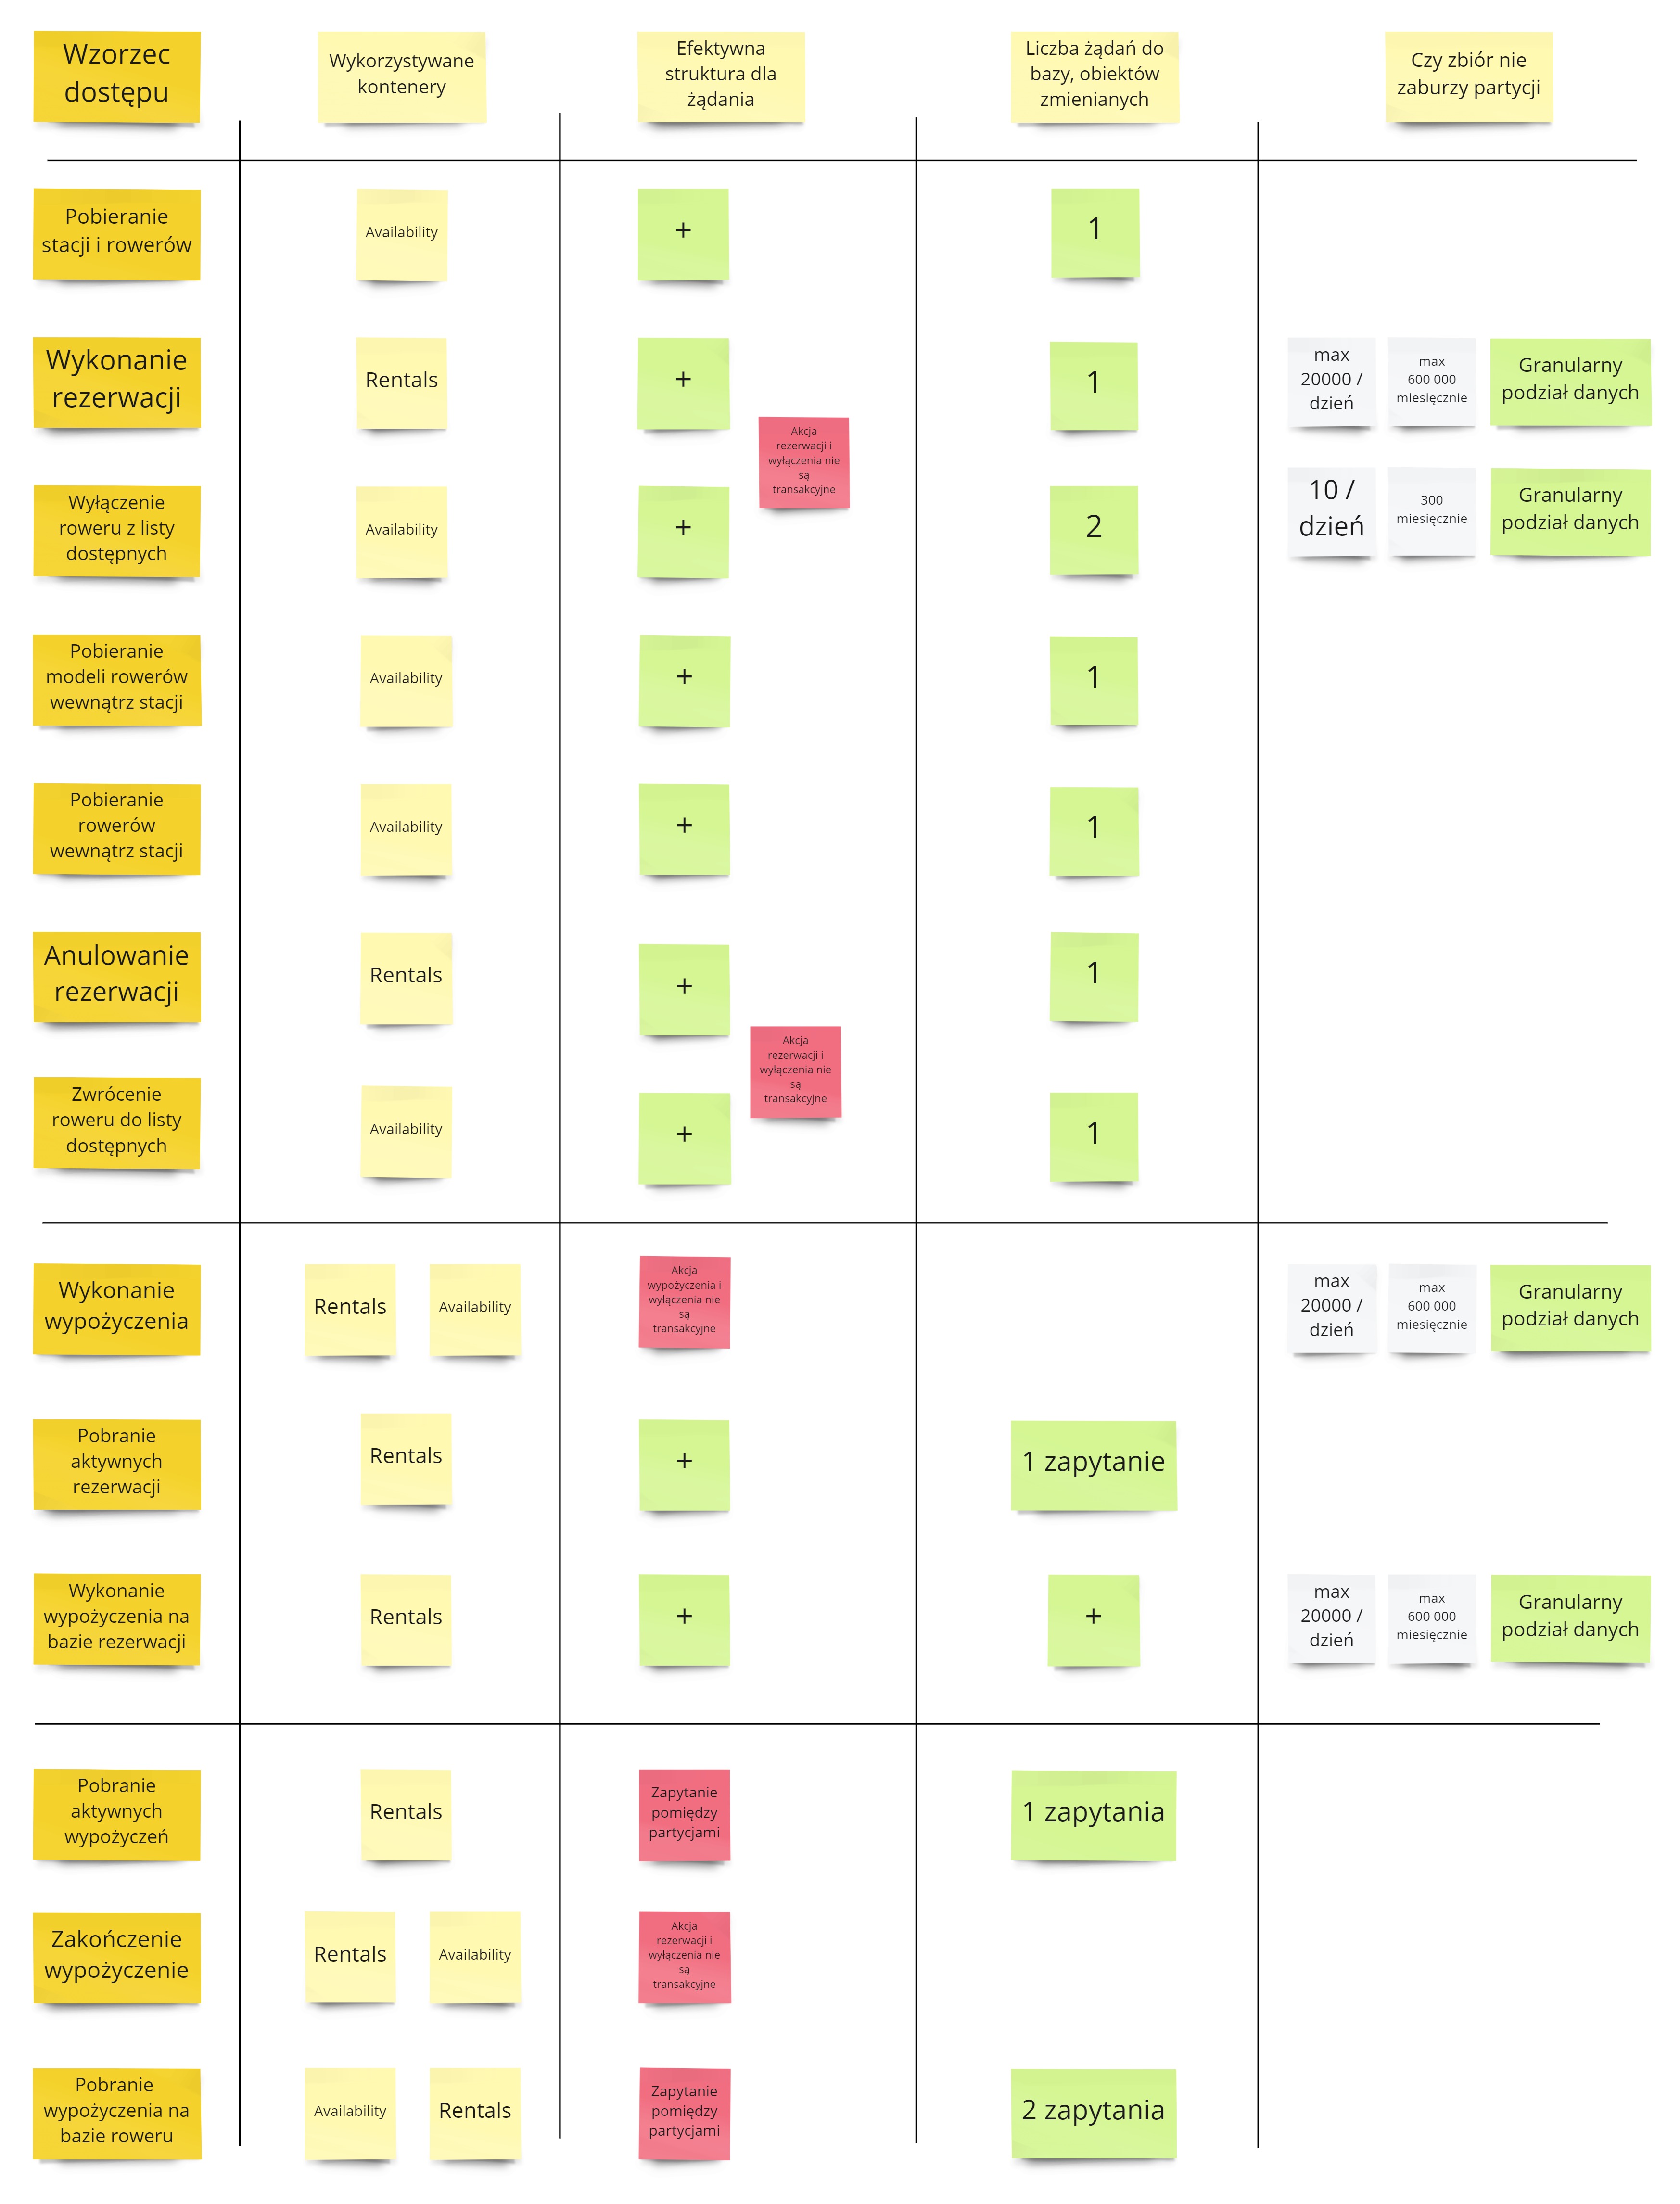 Wzorzec
dostępu
Wykorzystywane
kontenery
Efektywna
struktura dla
żądania
Liczba żądań do
bazy, obiektów
zmienianych
Czy zbiór nie
zaburzy partycji
Pobieranie
stacji i rowerów
Availability
+
1
Wykonanie
rezerwacji
Rentals
+
1
max
20000 /
dzień
max
600 000
miesięcznie
Granularny
podział danych
Akcja
rezerwacji i
wyłączenia nie
są
transakcyjne
Wyłączenie
roweru z listy
dostępnych
Availability
+
2
10 /
dzień
300
miesięcznie
Granularny
podział danych
Pobieranie
modeli rowerów
wewnątrz stacji
Availability
+
1
Pobieranie
rowerów
wewnątrz stacji
Availability
+
1
Anulowanie
rezerwacji
Rentals
+
1
Akcja
rezerwacji i
wyłączenia nie
są
transakcyjne
Zwrócenie
roweru do listy
dostępnych
Availability
+
1
Wykonanie
wypożyczenia
Rentals
Availability
Akcja
wypożyczenia i
wyłączenia nie
są
transakcyjne
max
20000 /
dzień
max
600 000
miesięcznie
Granularny
podział danych
Pobranie
aktywnych
rezerwacji
Rentals
+
1 zapytanie
Wykonanie
wypożyczenia na
bazie rezerwacji
Rentals
+
+
max
20000 /
dzień
max
600 000
miesięcznie
Granularny
podział danych
Pobranie
aktywnych
wypożyczeń
Rentals
Zapytanie
pomiędzy
partycjami
1 zapytania
Zakończenie
wypożyczenie
Rentals
Availability
Akcja
rezerwacji i
wyłączenia nie
są
transakcyjne
Pobranie
wypożyczenia na
bazie roweru
Availability
Rentals
Zapytanie
pomiędzy
partycjami
2 zapytania